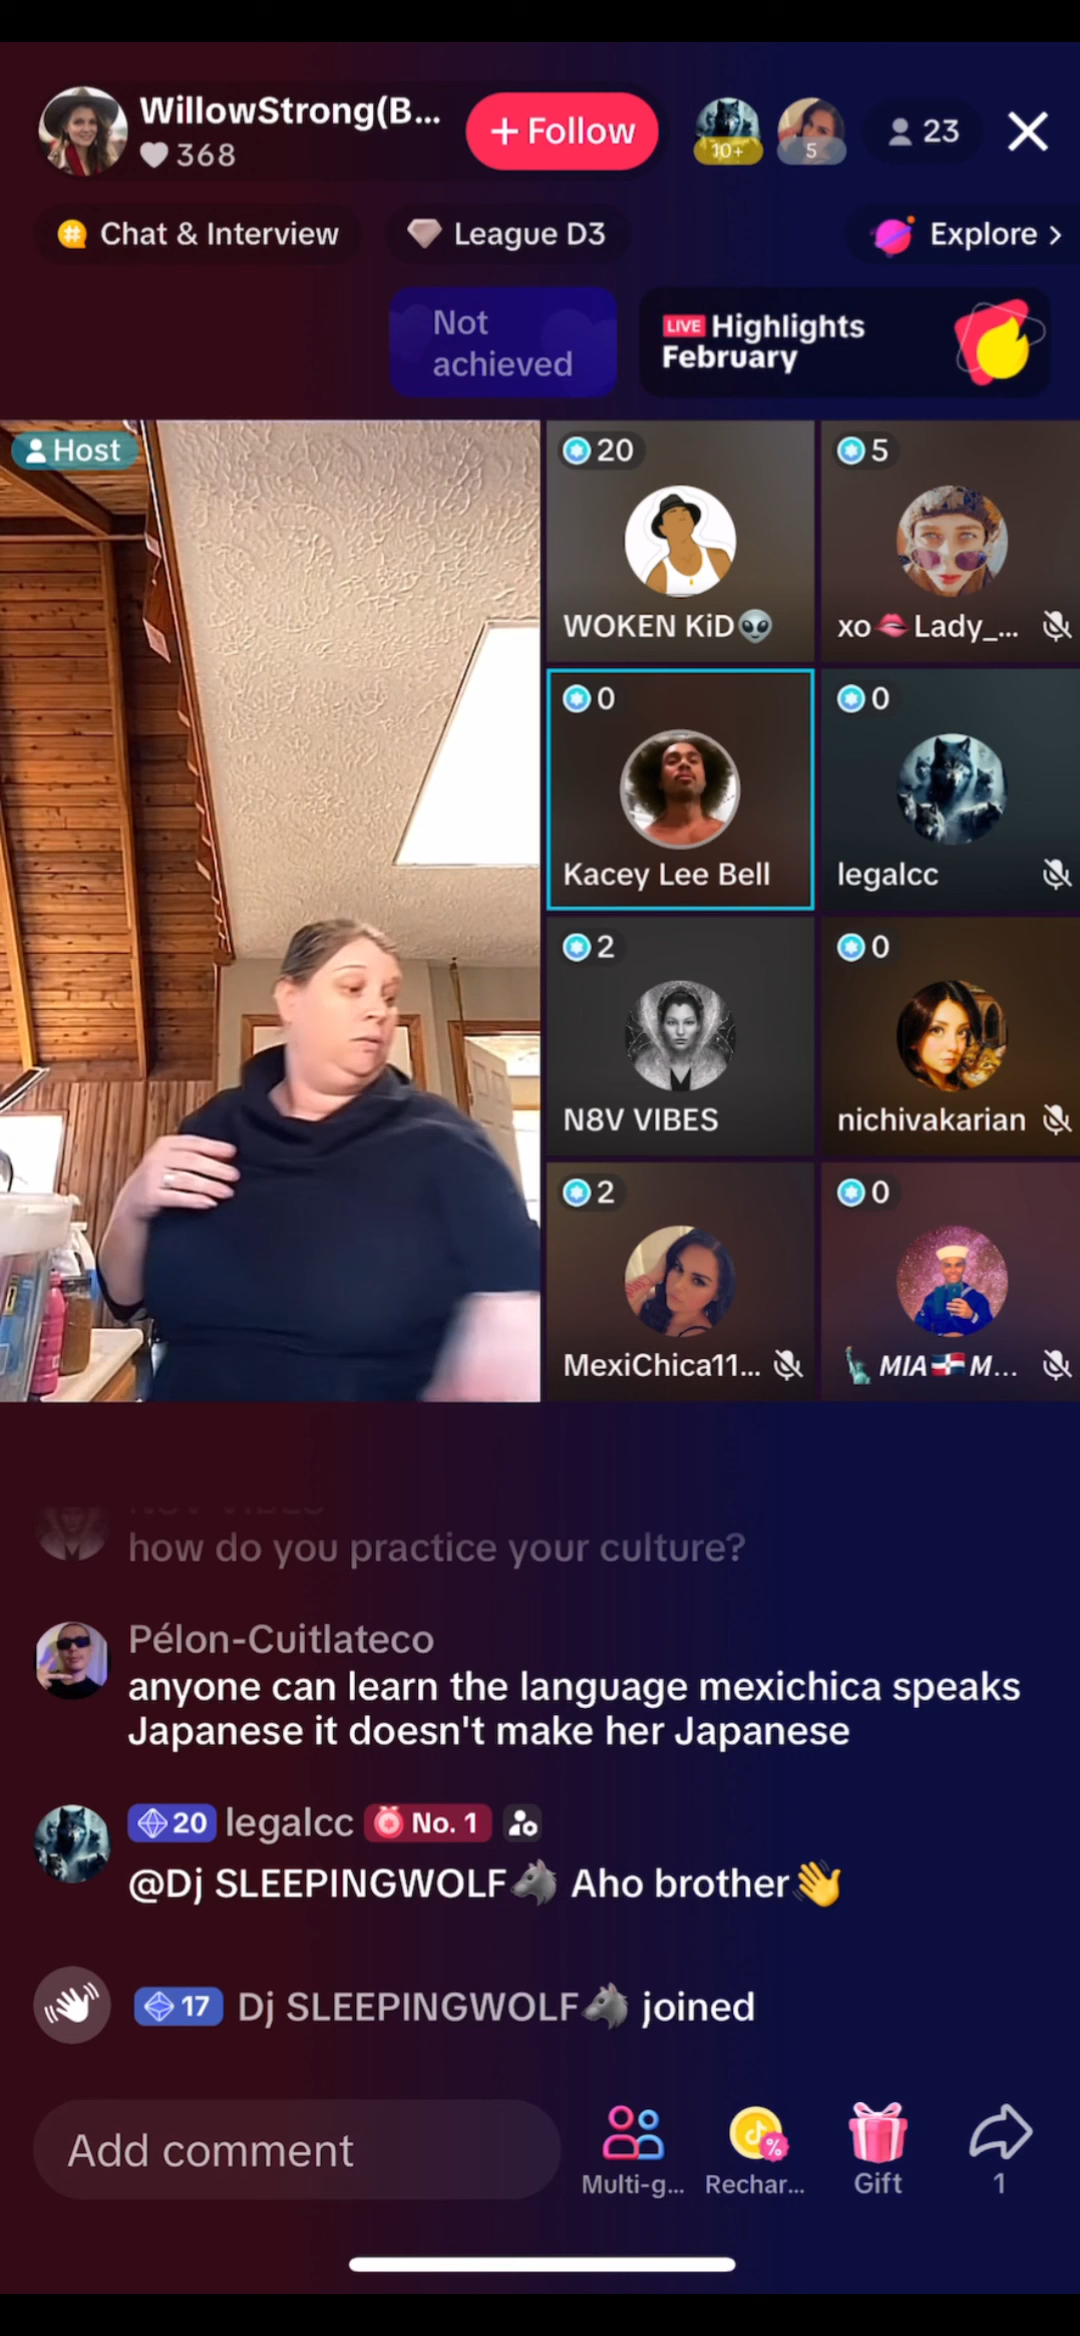 WillowStrong(B...
368
+ Follow
10+
5
23
Chat & Interview
League D3
Explore >
Not achieved
LIVE Highlights
February
Host
20
WOKEN KiD👽
5
xo💋Lady_...
0
Kacey Lee Bell
0
legalcc
2
N8V VIBES
0
nichivakarian
2
MexiChica11...
0
🗽MIA🇩🇴M...
N8V VIBES
how do you practice your culture?
Pélon-Cuitlateco
anyone can learn the language mexichica speaks
Japanese it doesn't make her Japanese
20 legalcc No. 1
@Dj SLEEPINGWOLF🐺 Aho brother👋
17 Dj SLEEPINGWOLF🐺 joined
Add comment
Multi-g...
Rechar...
Gift
1